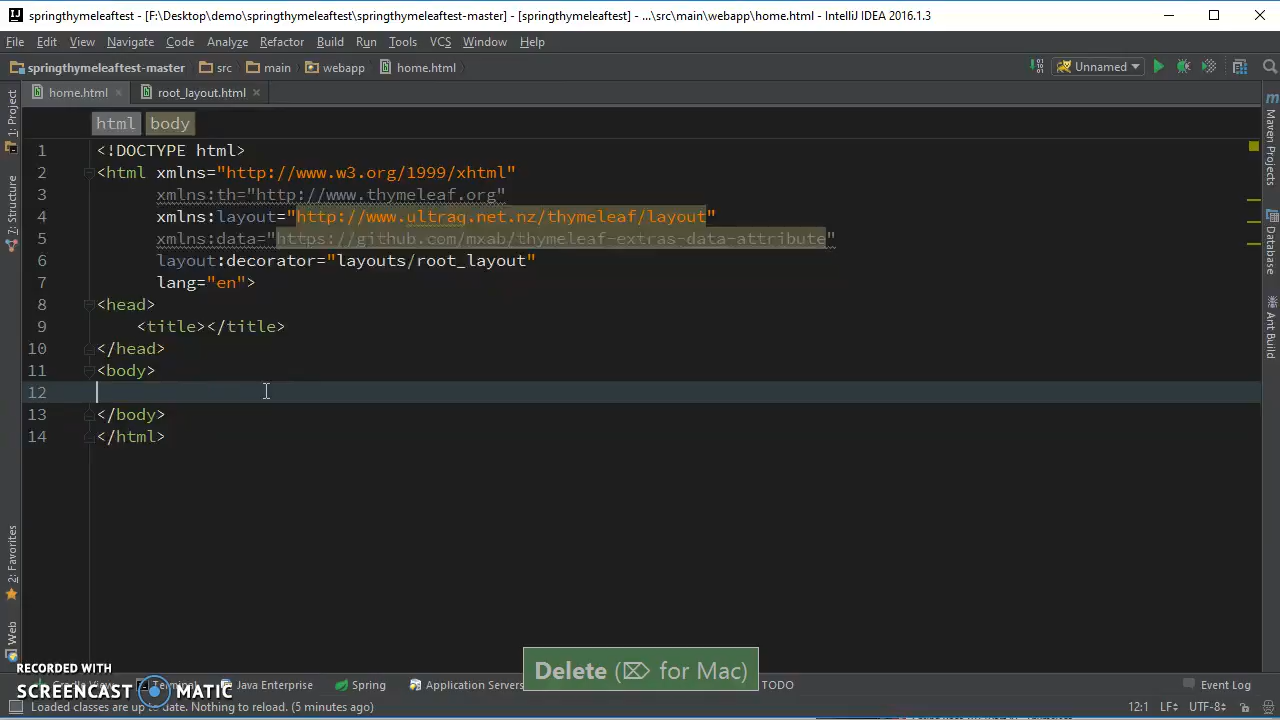 springthymeleaftest - [F:\Desktop\demo\springthymeleaftest\springthymeleaftest-master] - [springthymeleaftest] - ...\src\main\webapp\home.html - IntelliJ IDEA 2016.1.3
File Edit View Navigate Code Analyze Refactor Build Run Tools VCS Window Help
springthymeleaftest-master src main webapp home.html Unnamed
home.html root_layout.html
html body
1 <!DOCTYPE html>
2 <html xmlns="http://www.w3.org/1999/xhtml"
3 xmlns:th="http://www.thymeleaf.org"
4 xmlns:layout="http://www.ultraq.net.nz/thymeleaf/layout"
5 xmlns:data="https://github.com/mxab/thymeleaf-extras-data-attribute"
6 layout:decorator="layouts/root_layout"
7 lang="en">
8 <head>
9 <title></title>
10 </head>
11 <body>
12
13 </body>
14 </html>
1: Project
7: Structure
2: Favorites
Web
Maven Projects
Database
Ant Build
Delete (⌦ for Mac)
RECORDED WITH
SCREENCAST MATIC
Terminal Java Enterprise Spring Application Servers TODO Event Log
Loaded classes are up to date. Nothing to reload. (5 minutes ago) 12:1 LF UTF-8